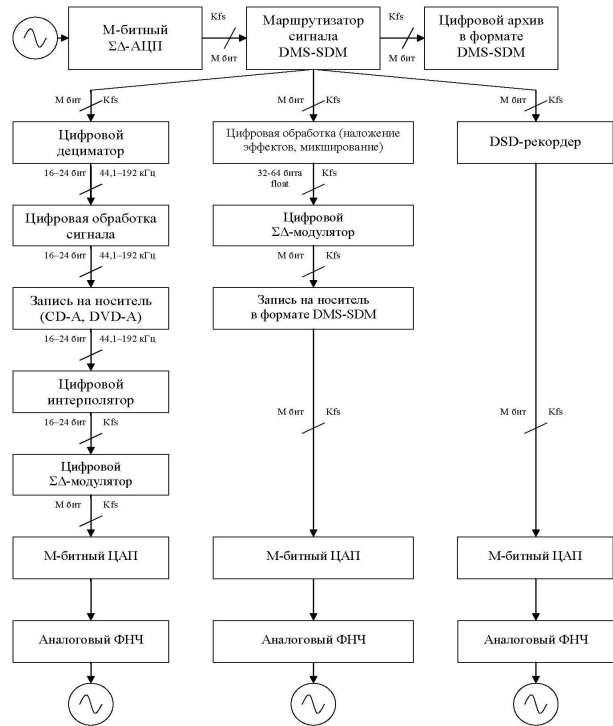 М-битный
ΣΔ-АЦП
Kfs
М бит
Маршрутизатор
сигнала
DMS-SDM
Kfs
М бит
Цифровой архив
в формате
DMS-SDM
М бит Kfs
М бит Kfs
М бит Kfs
Цифровой
дециматор
Цифровая обработка (наложение
эффектов, микширование)
DSD-рекордер
16–24 бит 44,1–192 кГц
32-64 бита
float
Kfs
Цифровая обработка
сигнала
Цифровой
ΣΔ-модулятор
16–24 бит 44,1–192 кГц
М бит Kfs
Запись на носитель
(CD-A, DVD-A)
Запись на носитель
в формате DMS-SDM
16–24 бит 44,1–192 кГц
Цифровой
интерполятор
М бит Kfs
М бит Kfs
16–24 бит Kfs
Цифровой
ΣΔ-модулятор
М бит Kfs
М-битный ЦАП
М-битный ЦАП
М-битный ЦАП
Аналоговый ФНЧ
Аналоговый ФНЧ
Аналоговый ФНЧ